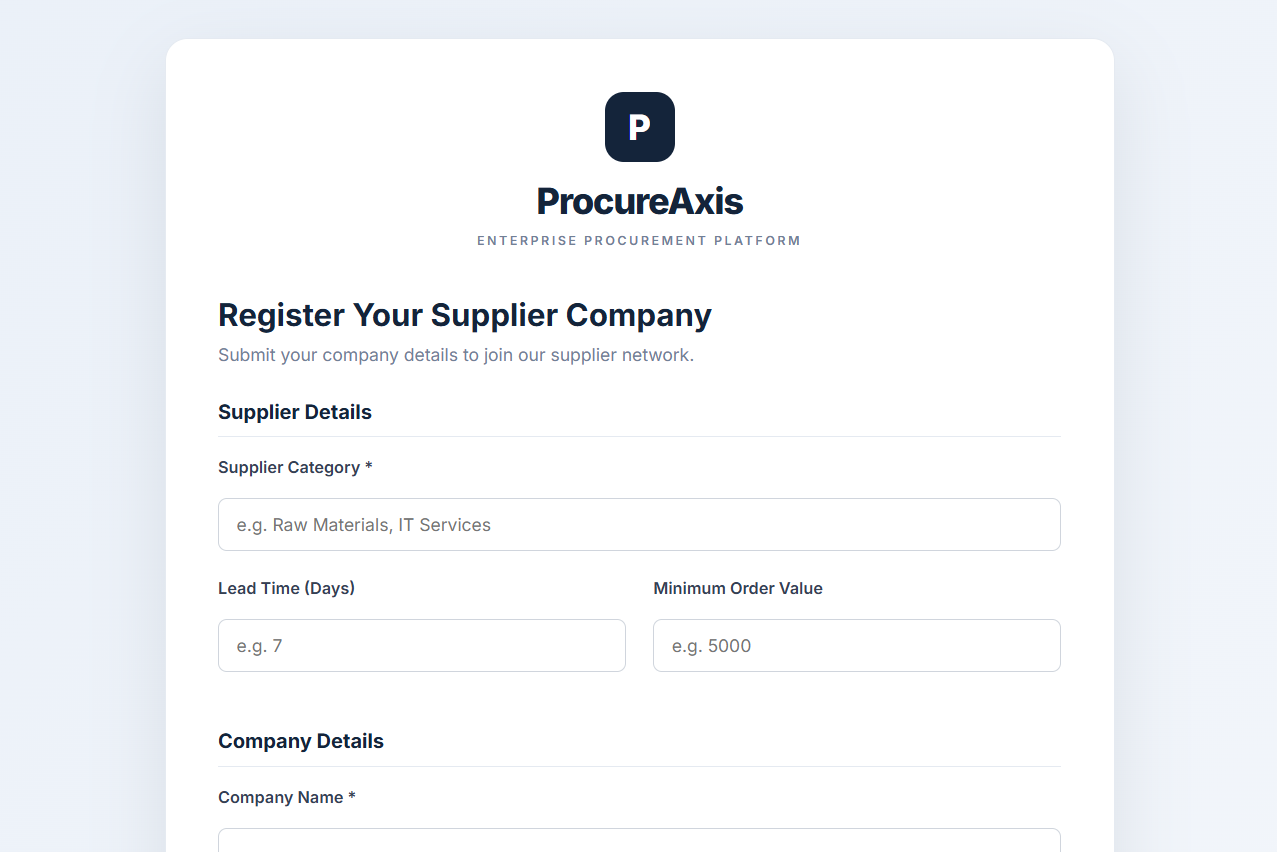 P
ProcureAxis
ENTERPRISE PROCUREMENT PLATFORM
Register Your Supplier Company
Submit your company details to join our supplier network.
Supplier Details
Supplier Category *
e.g. Raw Materials, IT Services
Lead Time (Days) Minimum Order Value
e.g. 7 e.g. 5000
Company Details
Company Name *